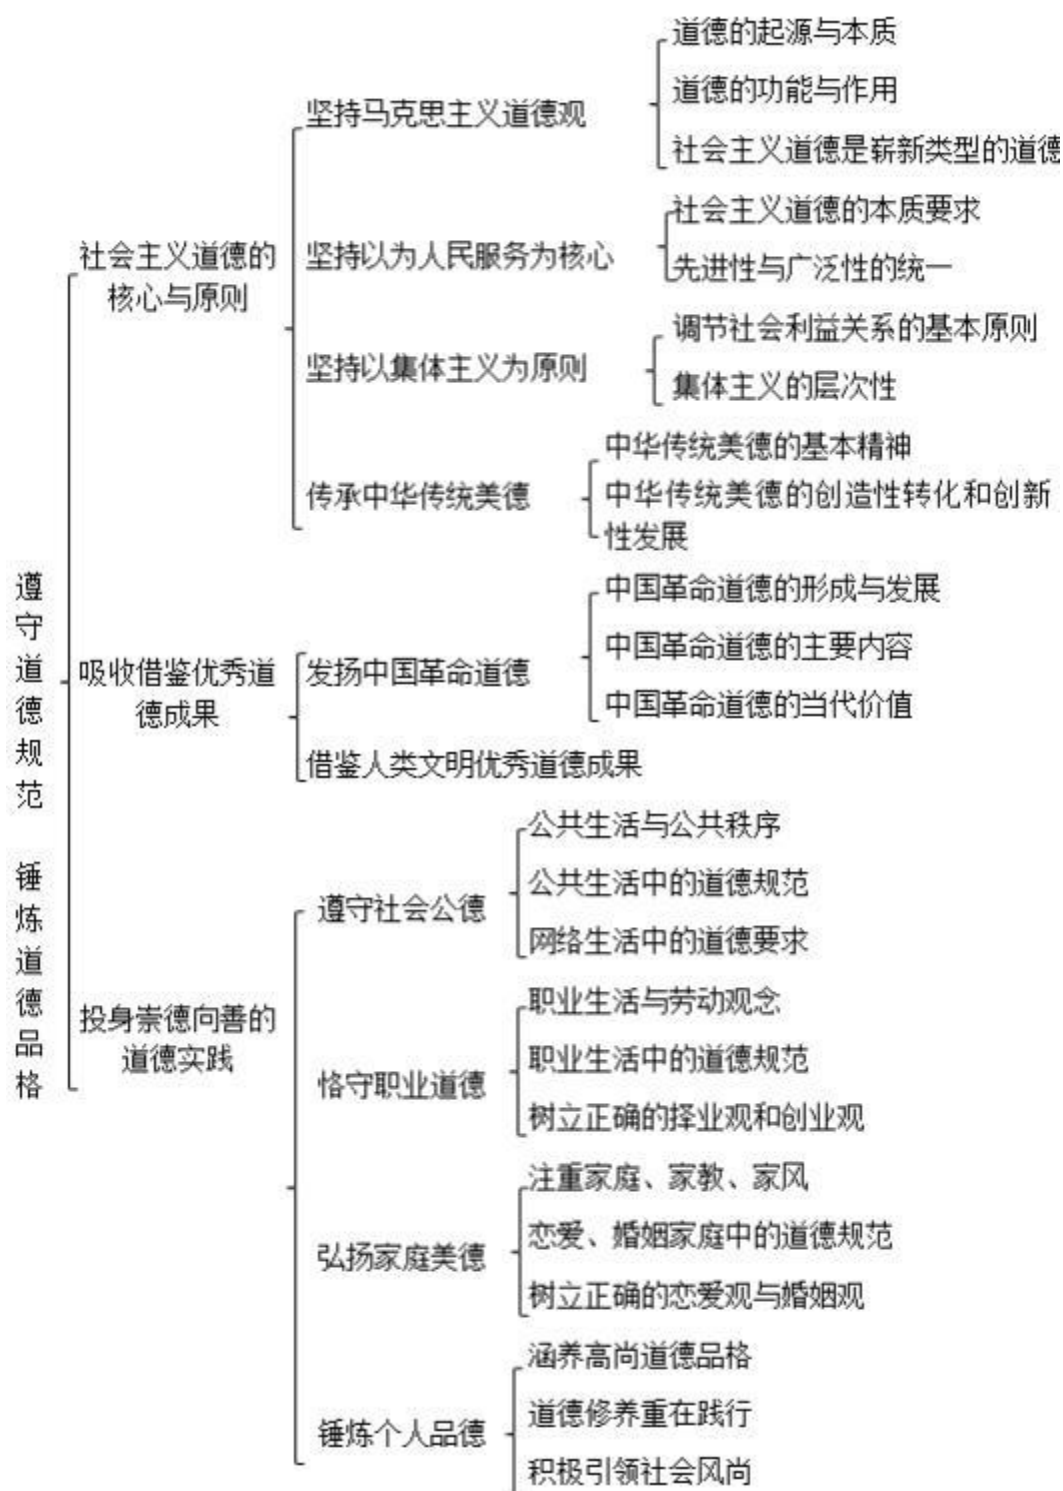 遵守道德规范 锤炼道德品格
社会主义道德的
核心与原则
坚持马克思主义道德观
道德的起源与本质
道德的功能与作用
社会主义道德是崭新类型的道德
坚持以为人民服务为核心
社会主义道德的本质要求
先进性与广泛性的统一
坚持以集体主义为原则
调节社会利益关系的基本原则
集体主义的层次性
传承中华传统美德
中华传统美德的基本精神
中华传统美德的创造性转化和创新
性发展
吸收借鉴优秀道
德成果
发扬中国革命道德
中国革命道德的形成与发展
中国革命道德的主要内容
中国革命道德的当代价值
借鉴人类文明优秀道德成果
投身崇德向善的
道德实践
遵守社会公德
公共生活与公共秩序
公共生活中的道德规范
网络生活中的道德要求
恪守职业道德
职业生活与劳动观念
职业生活中的道德规范
树立正确的择业观和创业观
弘扬家庭美德
注重家庭、家教、家风
恋爱、婚姻家庭中的道德规范
树立正确的恋爱观与婚姻观
锤炼个人品德
涵养高尚道德品格
道德修养重在践行
积极引领社会风尚